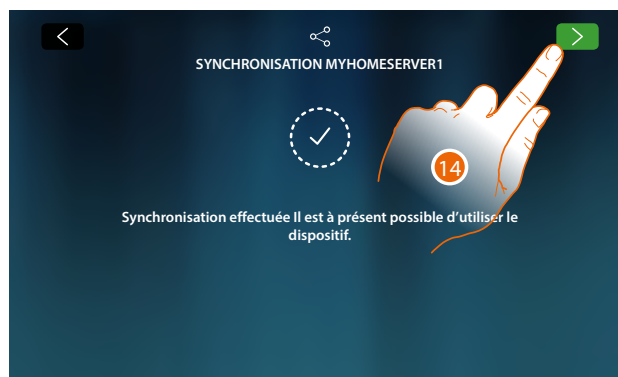 SYNCHRONISATION MYHOMESERVER1
14
Synchronisation effectuée Il est à présent possible d'utiliser le
dispositif.